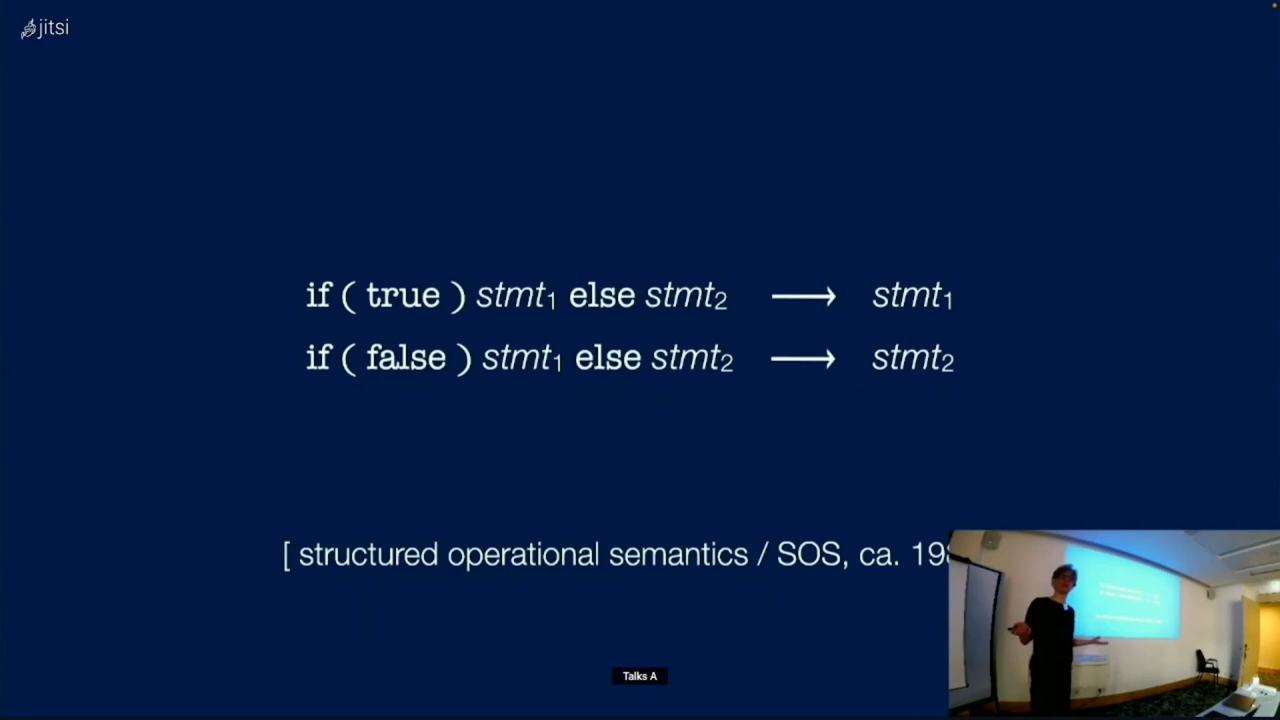 jitsi
if ( true ) stmt₁ else stmt₂ ⟶ stmt₁
if ( false ) stmt₁ else stmt₂ ⟶ stmt₂
[ structured operational semantics / SOS, ca. 198
Talks A